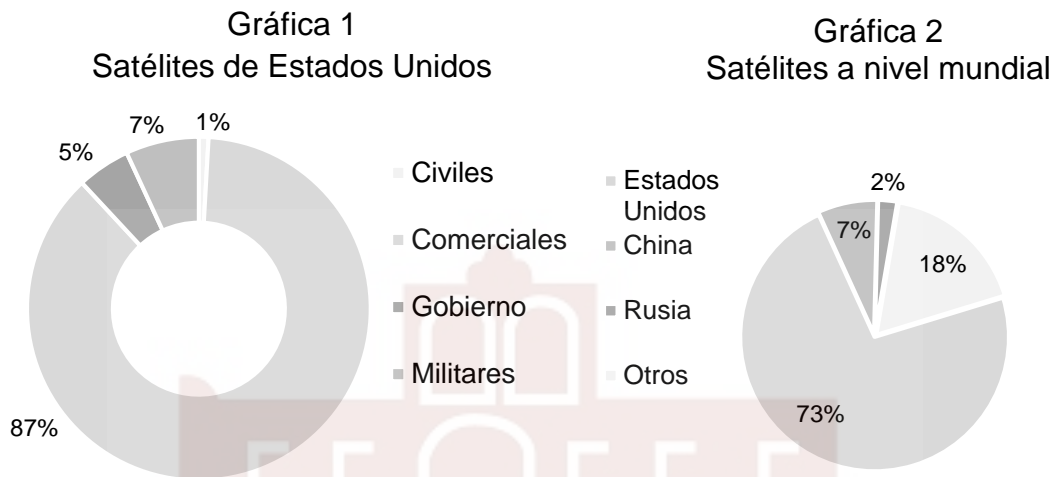 Gráfica 1
Satélites de Estados Unidos
5%
7%
1%
87%
Civiles
Comerciales
Gobierno
Militares
Gráfica 2
Satélites a nivel mundial
Estados
Unidos
China
Rusia
Otros
2%
7%
18%
73%